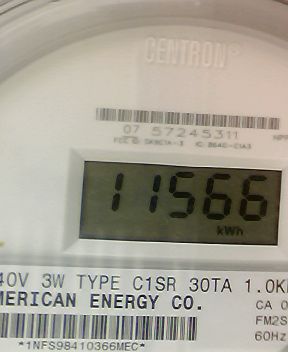 CENTRON®
07 57245311
11566
kWh
40V 3W TYPE C1SR 30TA 1.0K
MERICAN ENERGY CO.
CA 0
FM2S
60Hz
*1NFS98410366MEC*